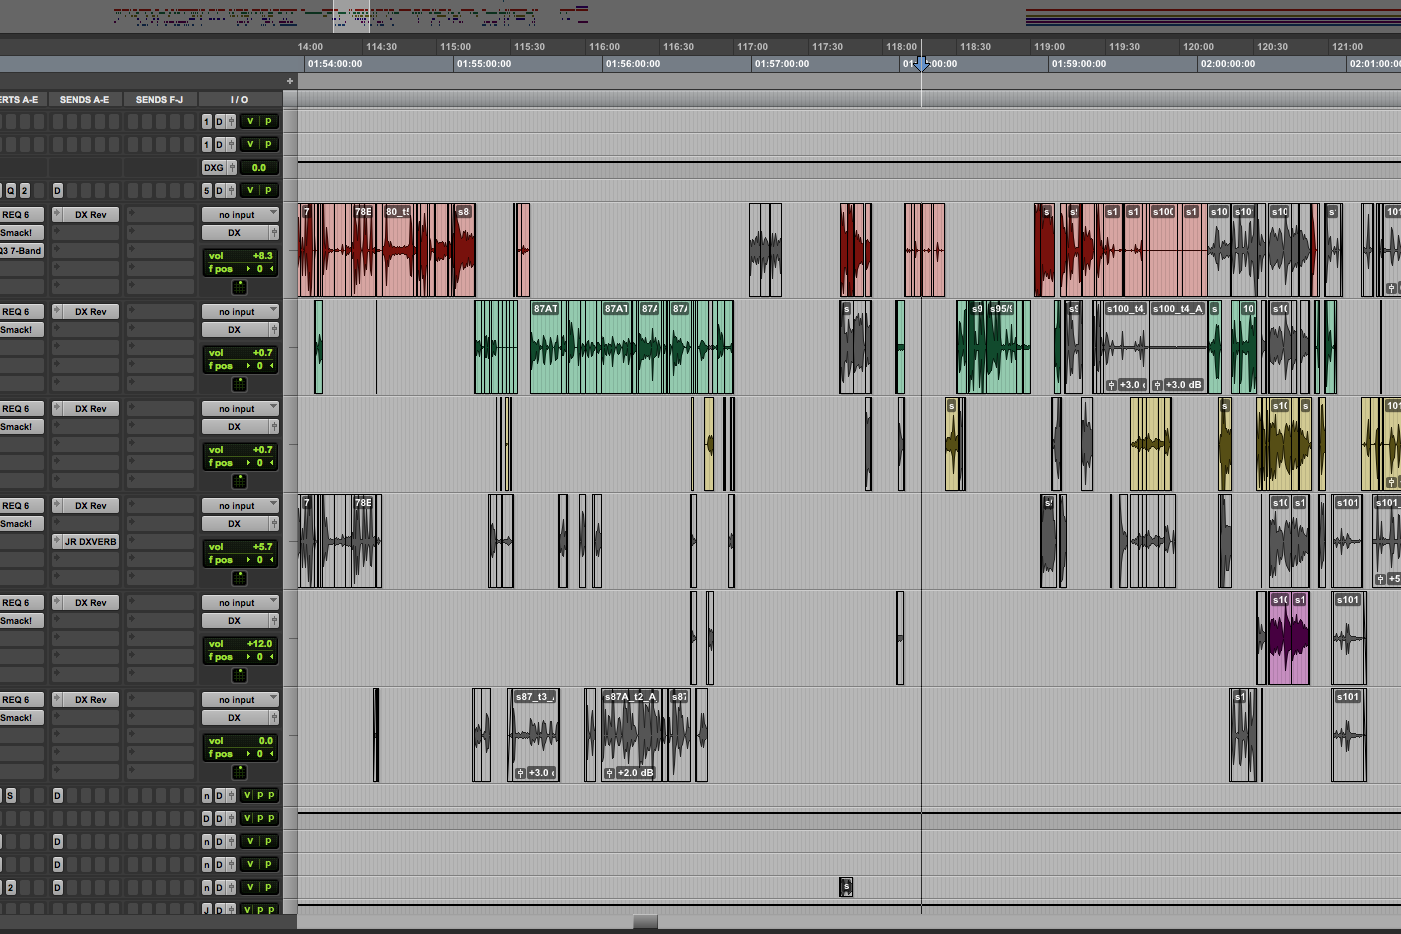 14:00 114:30 115:00 115:30 116:00 116:30 117:00 117:30 118:00 118:30 119:00 119:30 120:00 120:30 121:00
01:54:00:00 01:55:00:00 01:56:00:00 01:57:00:00 00:00 01:59:00:00 02:00:00:00 02:01:00:00
+
ERTS A-E SENDS A-E SENDS F-J I / O
1 D v p
1 D v p
DXG 0.0
Q 2 D 5 D v p
REQ 6 DX Rev no input 7 78E 80_t5 s8 s s s1 s1 s100 s1 s10 s10 s10 s 101
Smack! DX
Q3 7-Band vol +8.3
f pos 0
REQ 6 DX Rev no input 87AT 87A1 87A 87A s s9 s95/9 s9 s100_t4_ s100_t4_A s 10 s10
Smack! DX
vol +0.7
f pos 0 +3.0 +3.0 dB
REQ 6 DX Rev no input s s s10 s 101
Smack! DX
vol +0.7
f pos 0
REQ 6 DX Rev no input 7 78E s s10 s1 s101 s101_
Smack! DX
JR DXVERB vol +5.7
f pos 0 +5
REQ 6 DX Rev no input s10 s1 s101
Smack! DX
vol +12.0
f pos 0
REQ 6 DX Rev no input s87_t3_ s87A_t2_A s87 s1 s101
Smack! DX
vol 0.0
f pos 0 +3.0 +2.0 dB
S D n D v p p
D D v p p
D n D v p
D n D v p
2 D n D v p s
J D v p p